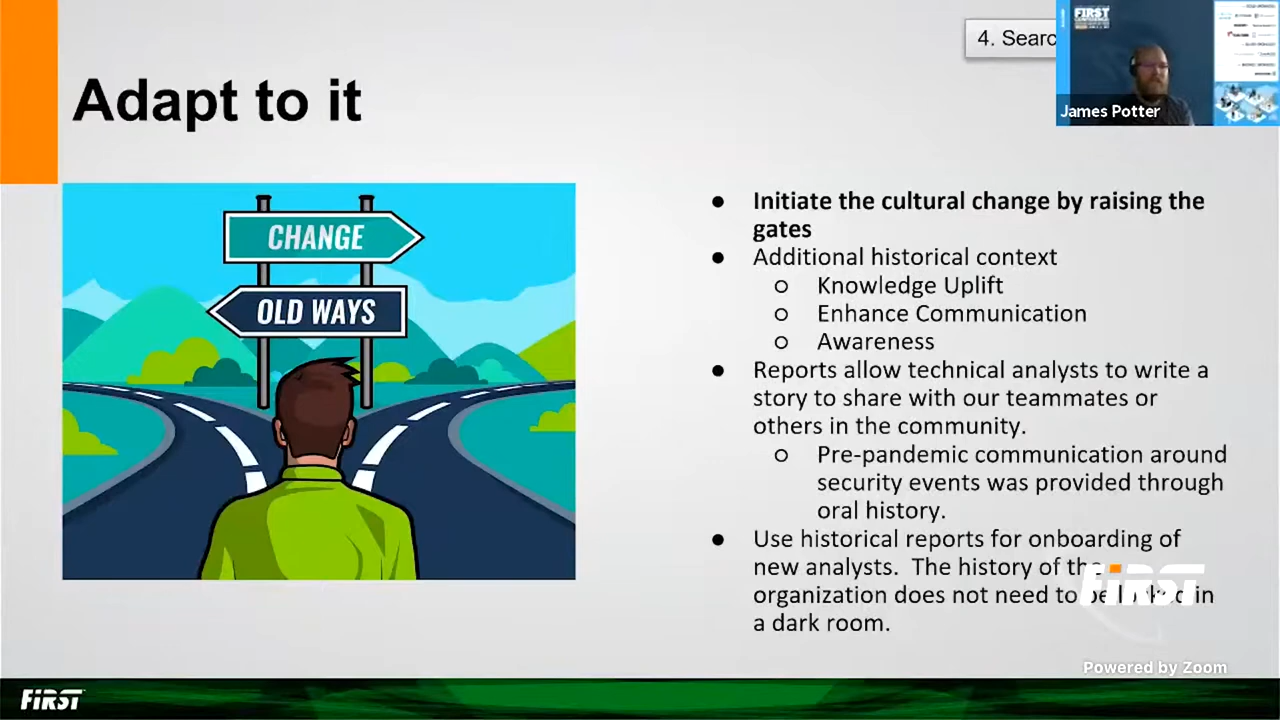 4. Searc
FIRST
James Potter
Adapt to it
CHANGE
OLD WAYS
● Initiate the cultural change by raising the
gates
● Additional historical context
○ Knowledge Uplift
○ Enhance Communication
○ Awareness
● Reports allow technical analysts to write a
story to share with our teammates or
others in the community.
○ Pre-pandemic communication around
security events was provided through
oral history.
● Use historical reports for onboarding of
new analysts. The history of the
organization does not need to be locked in
a dark room.
FIRST
Powered by Zoom
FIRST